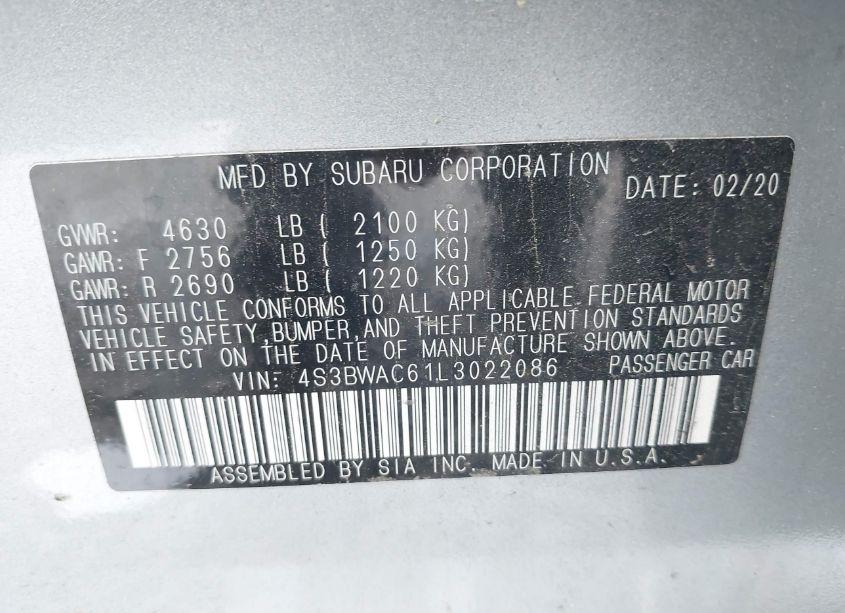 MFD BY SUBARU CORPORATION DATE: 02/20
GVWR: 4630 LB ( 2100 KG)
GAWR: F 2756 LB ( 1250 KG)
GAWR: R 2690 LB ( 1220 KG)
THIS VEHICLE CONFORMS TO ALL APPLICABLE FEDERAL MOTOR
VEHICLE SAFETY,BUMPER,AND THEFT PREVENTION STANDARDS
IN EFFECT ON THE DATE OF MANUFACTURE SHOWN ABOVE.
VIN: 4S3BWAC61L3022086 PASSENGER CAR
ASSEMBLED BY SIA INC. MADE IN U.S.A.